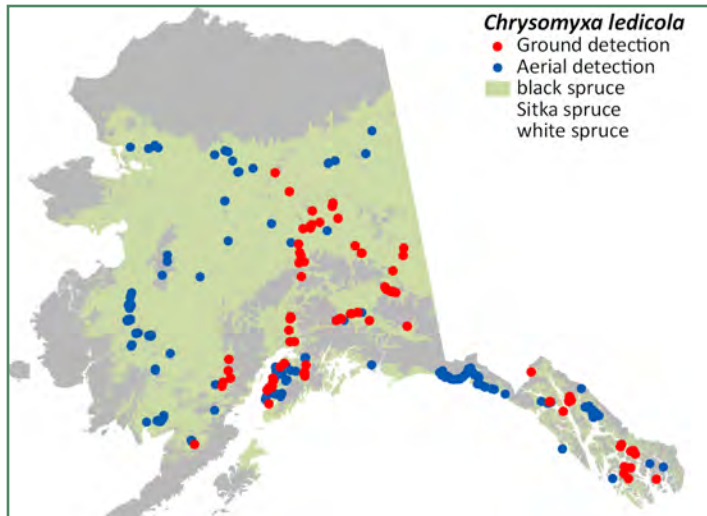 Chrysomyxa ledicola
Ground detection
Aerial detection
black spruce
Sitka spruce
white spruce